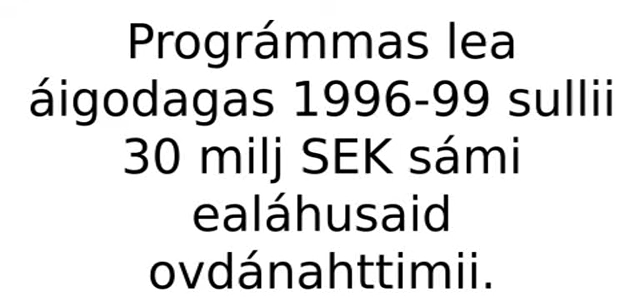 Prográmmas lea
áigodagas 1996-99 sullii
30 milj SEK sámi
ealáhusaid
ovdánahttimii.